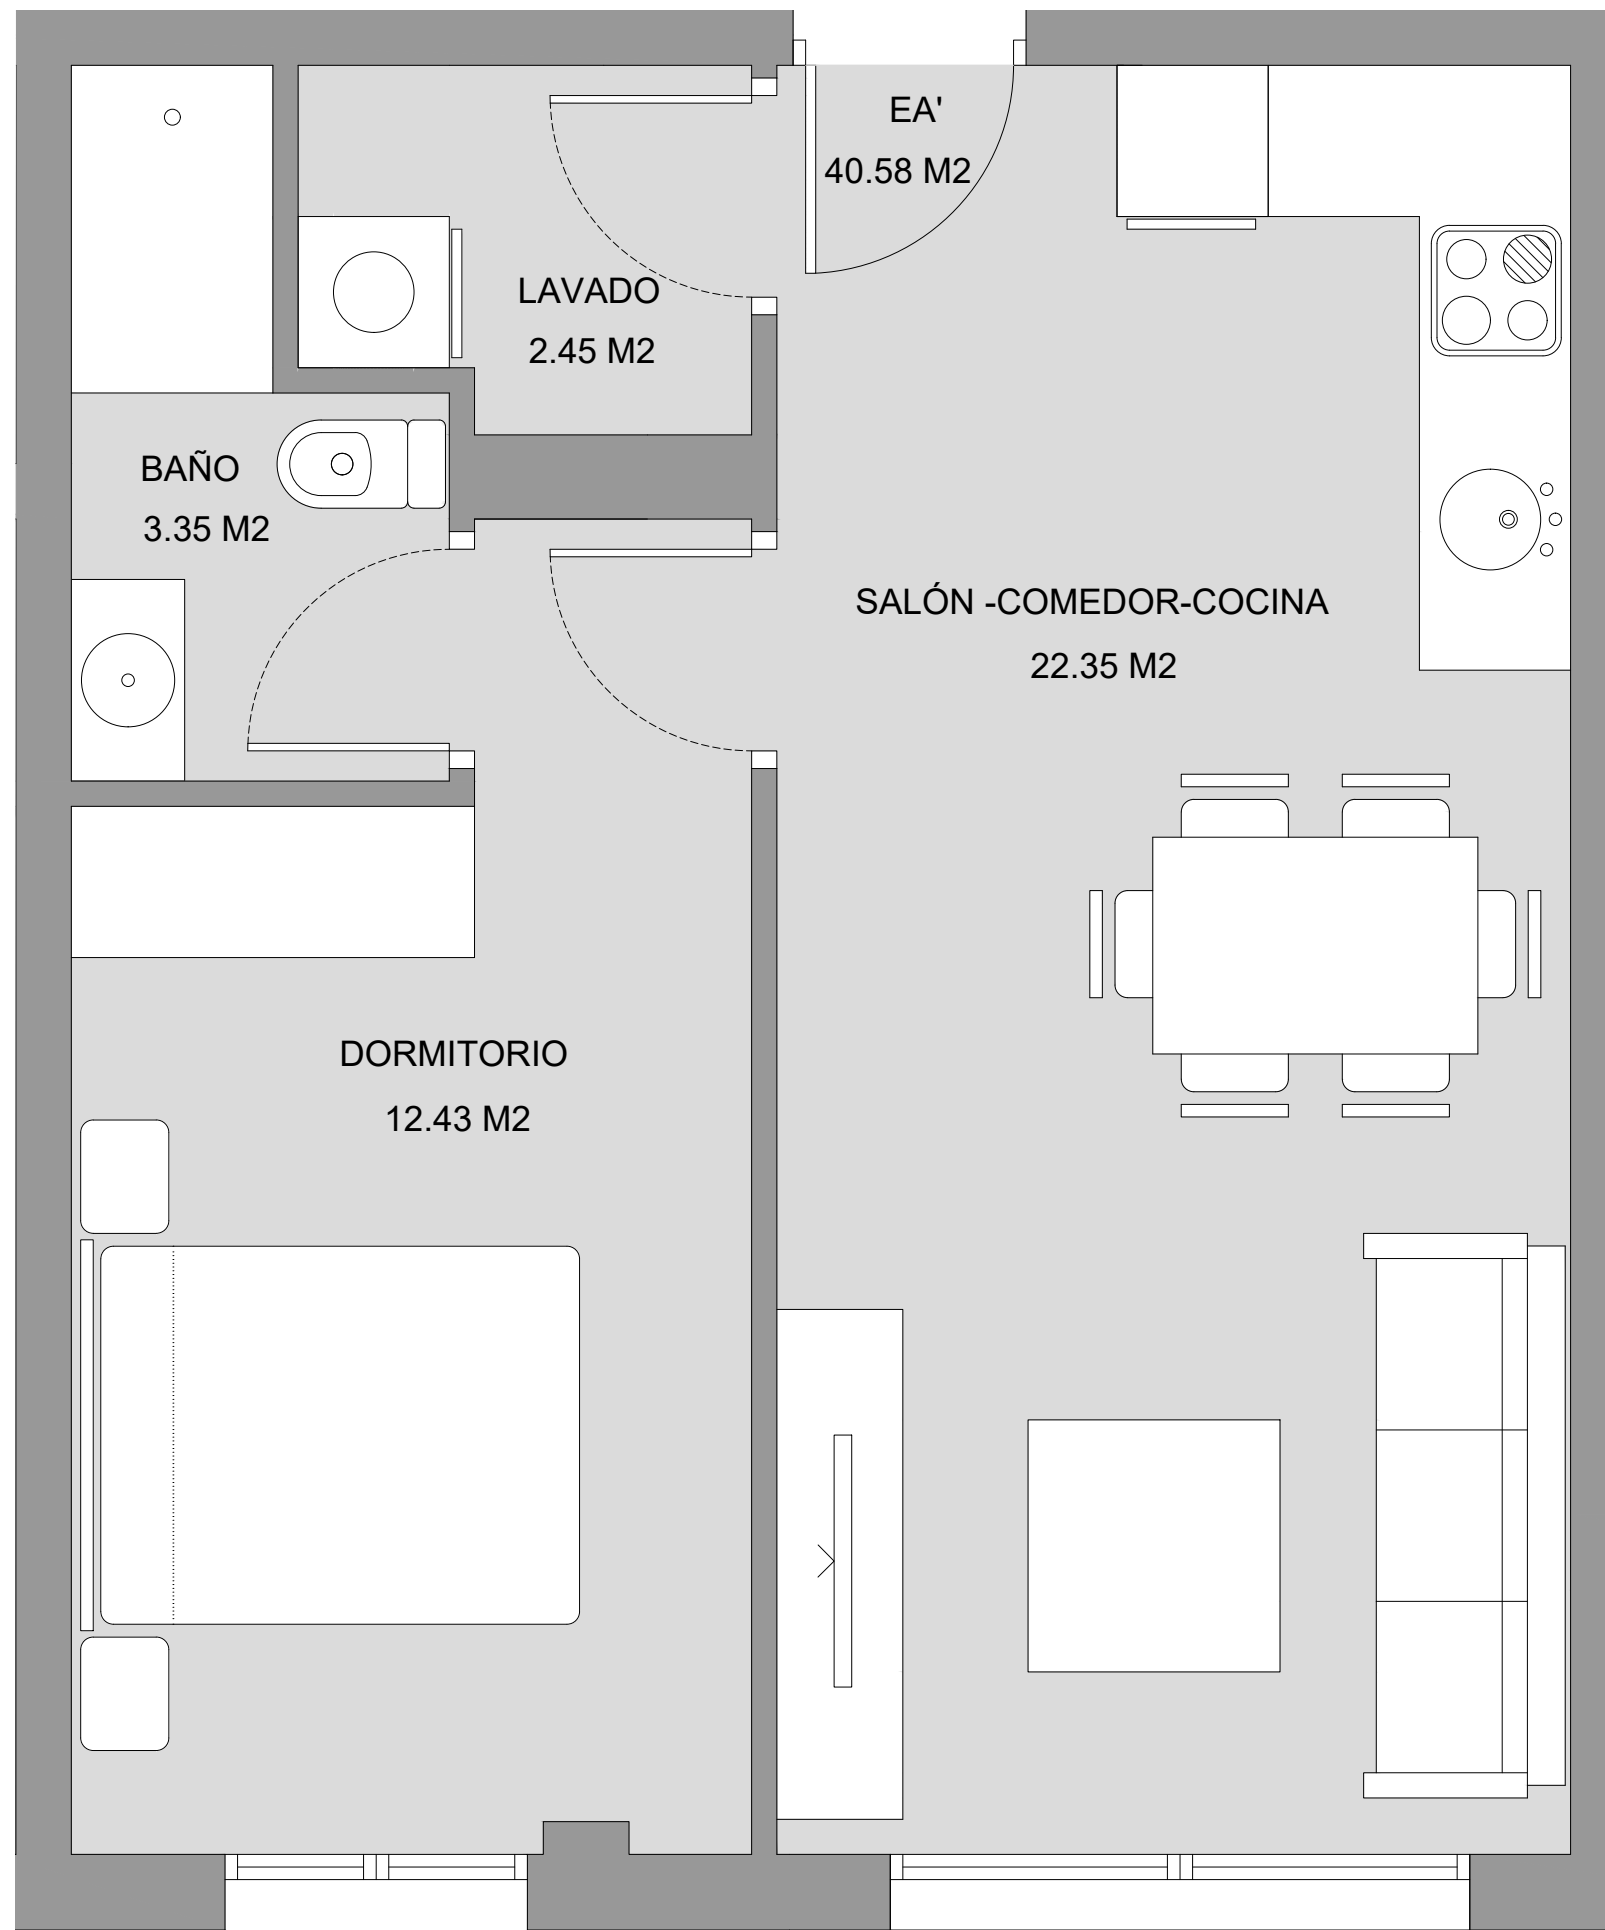 EA'
40.58 M2
LAVADO
2.45 M2
BAÑO
3.35 M2
SALÓN -COMEDOR-COCINA
22.35 M2
DORMITORIO
12.43 M2